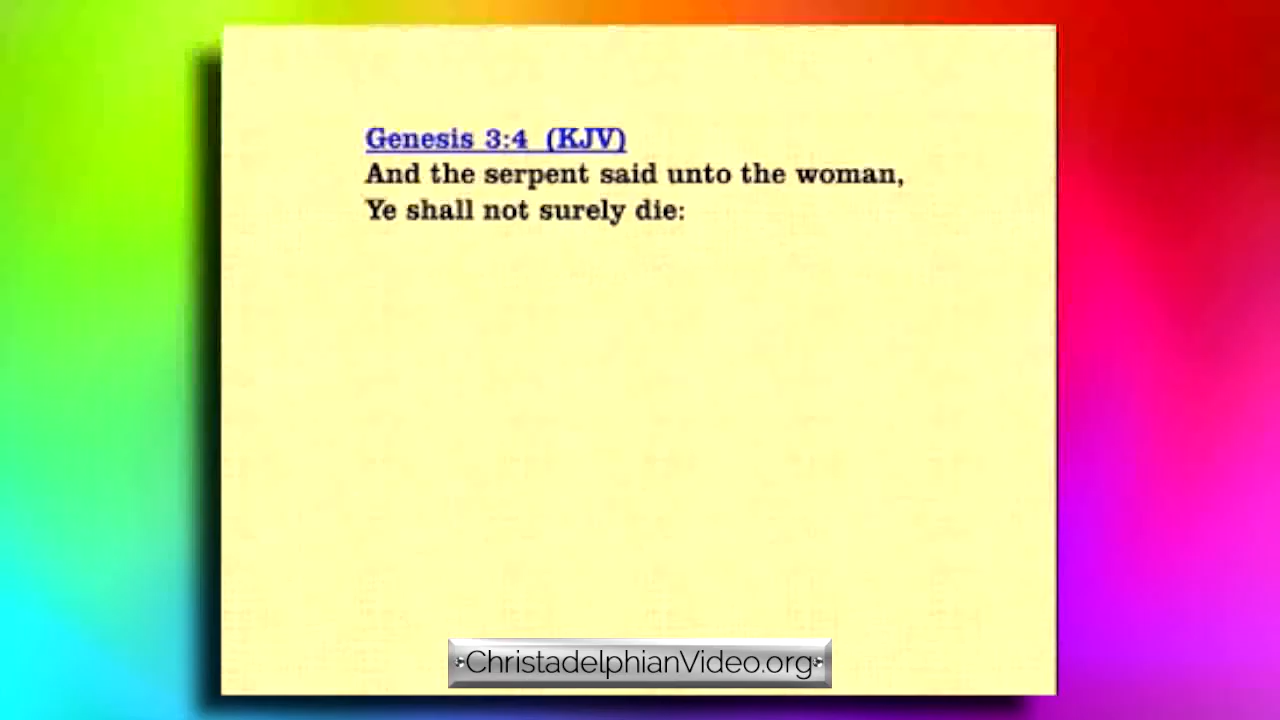 Genesis 3:4 (KJV)
And the serpent said unto the woman,
Ye shall not surely die:
ChristadelphianVideo.org